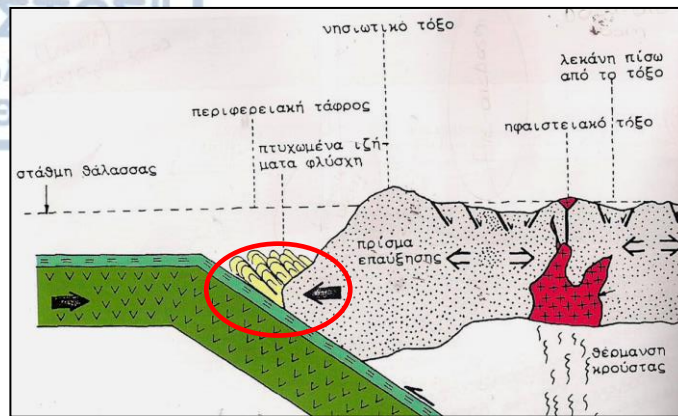 νησιωτικό τόξο
λεκάνη πίσω
από το τόξο
περιφερειακή τάφρος
ηφαιστειακό τόξο
πτυχωμένα ιζή-
ματα φλύσχη
στάθμη θάλασσας
πρίσμα
επαύξησης
θέρμανση
κρούστας